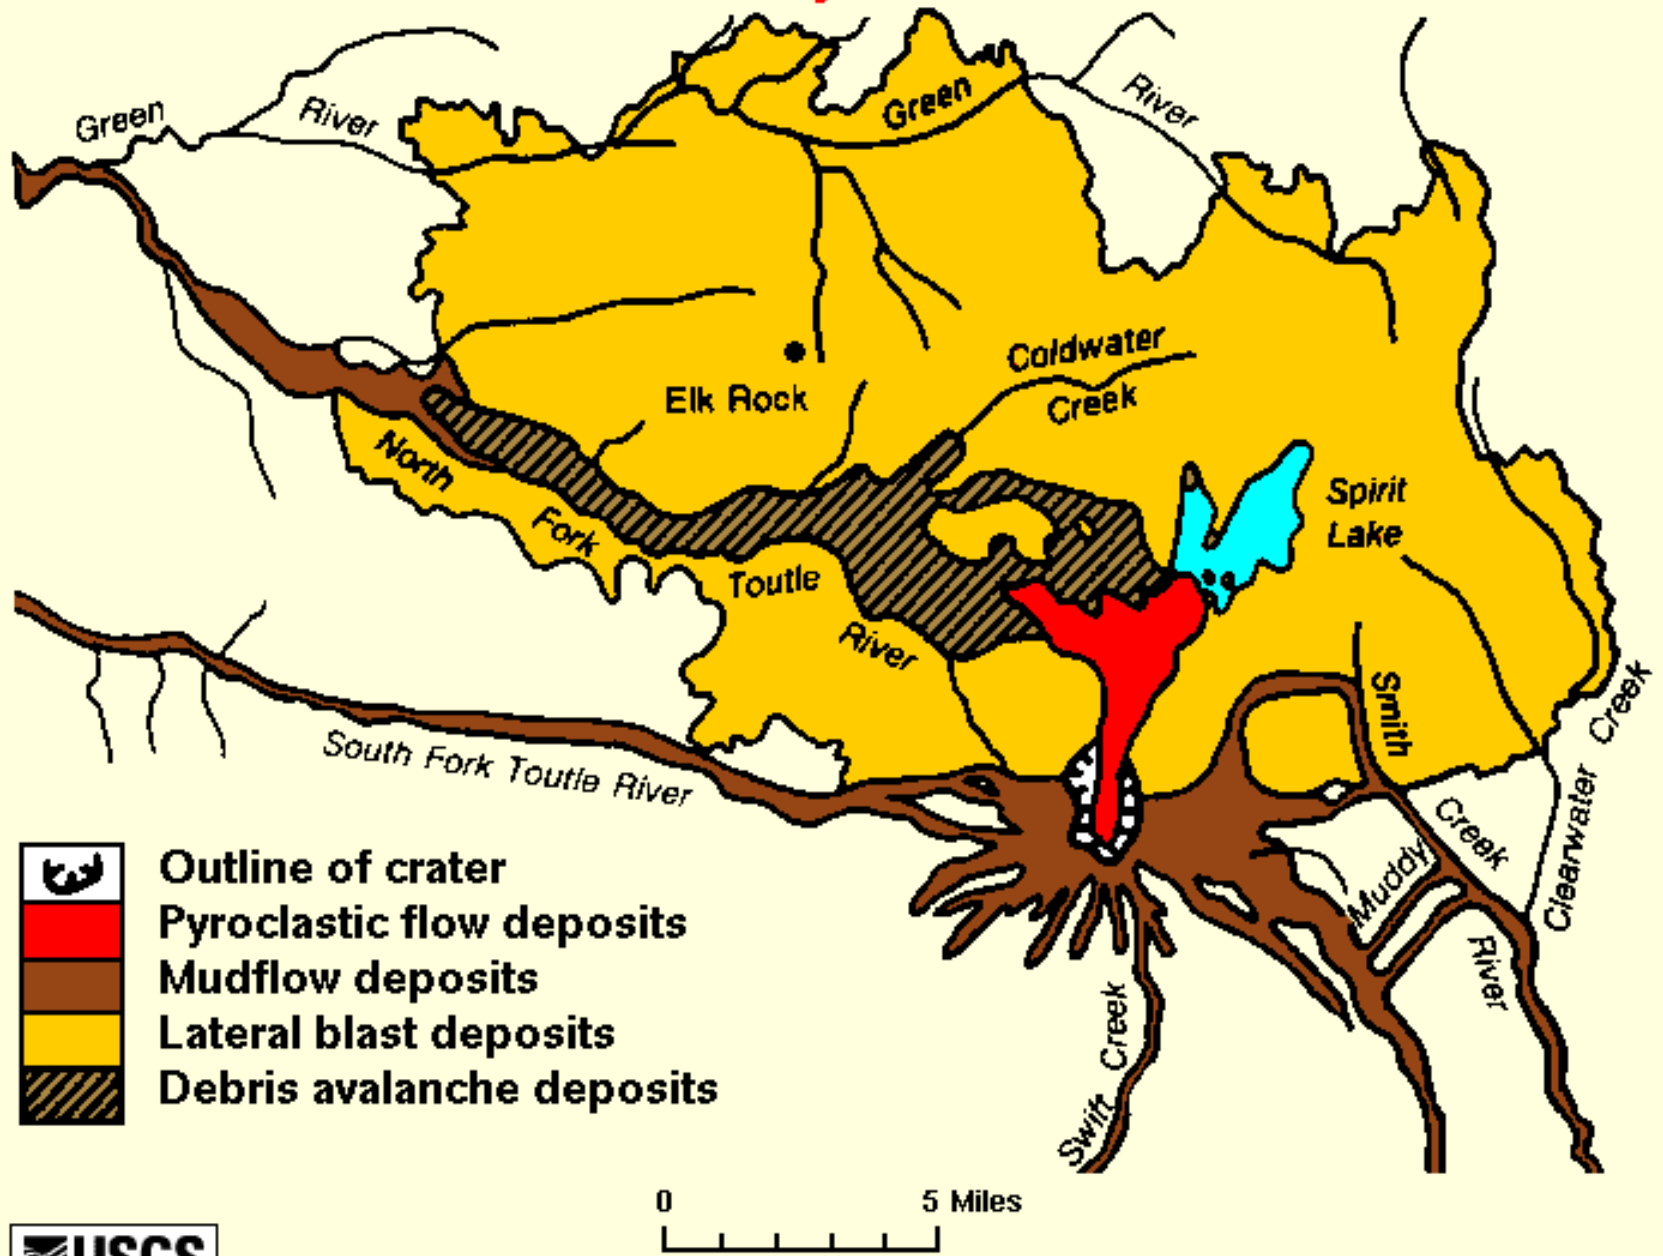 Green
River
Green
River
Coldwater
Creek
Elk Rock
North
Fork
Toutle
River
Spirit
Lake
Smith
Creek
Creek
Clearwater
Muddy
River
South Fork Toutle River
Swift Creek
Outline of crater
Pyroclastic flow deposits
Mudflow deposits
Lateral blast deposits
Debris avalanche deposits
0 5 Miles
USGS